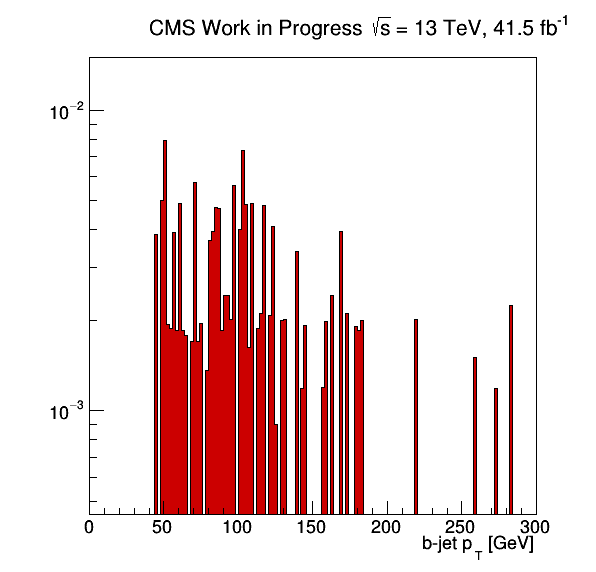 CMS Work in Progress √s = 13 TeV, 41.5 fb⁻¹
10⁻²
10⁻³
0 50 100 150 200 250 300
b-jet p_T [GeV]